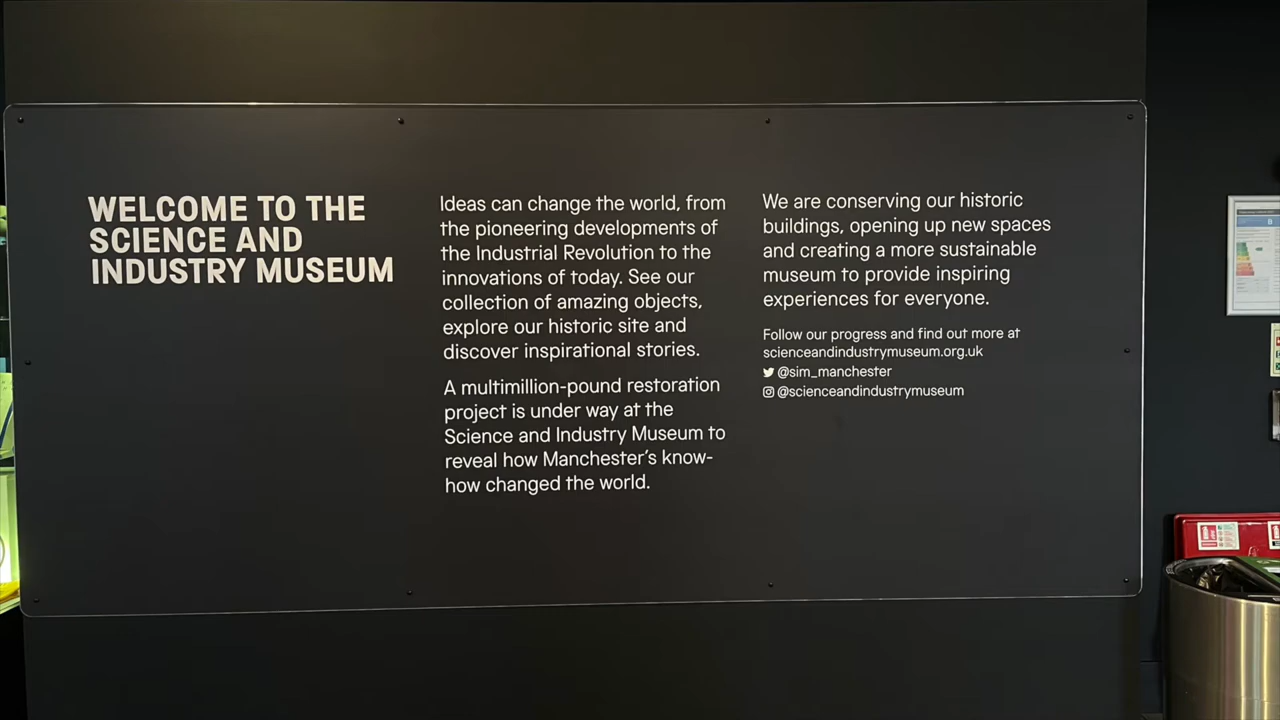 WELCOME TO THE
SCIENCE AND
INDUSTRY MUSEUM
Ideas can change the world, from
the pioneering developments of
the Industrial Revolution to the
innovations of today. See our
collection of amazing objects,
explore our historic site and
discover inspirational stories.
A multimillion-pound restoration
project is under way at the
Science and Industry Museum to
reveal how Manchester’s know-
how changed the world.
We are conserving our historic
buildings, opening up new spaces
and creating a more sustainable
museum to provide inspiring
experiences for everyone.
Follow our progress and find out more at
scienceandindustrymuseum.org.uk
@sim_manchester
@scienceandindustrymuseum
B